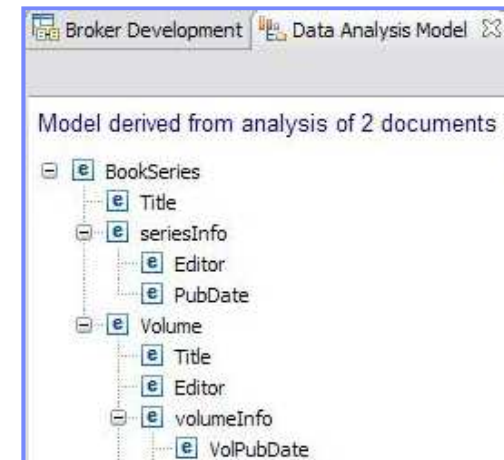 Broker Development Data Analysis Model
Model derived from analysis of 2 documents
e BookSeries
e Title
e seriesInfo
e Editor
e PubDate
e Volume
e Title
e Editor
e volumeInfo
e VolPubDate